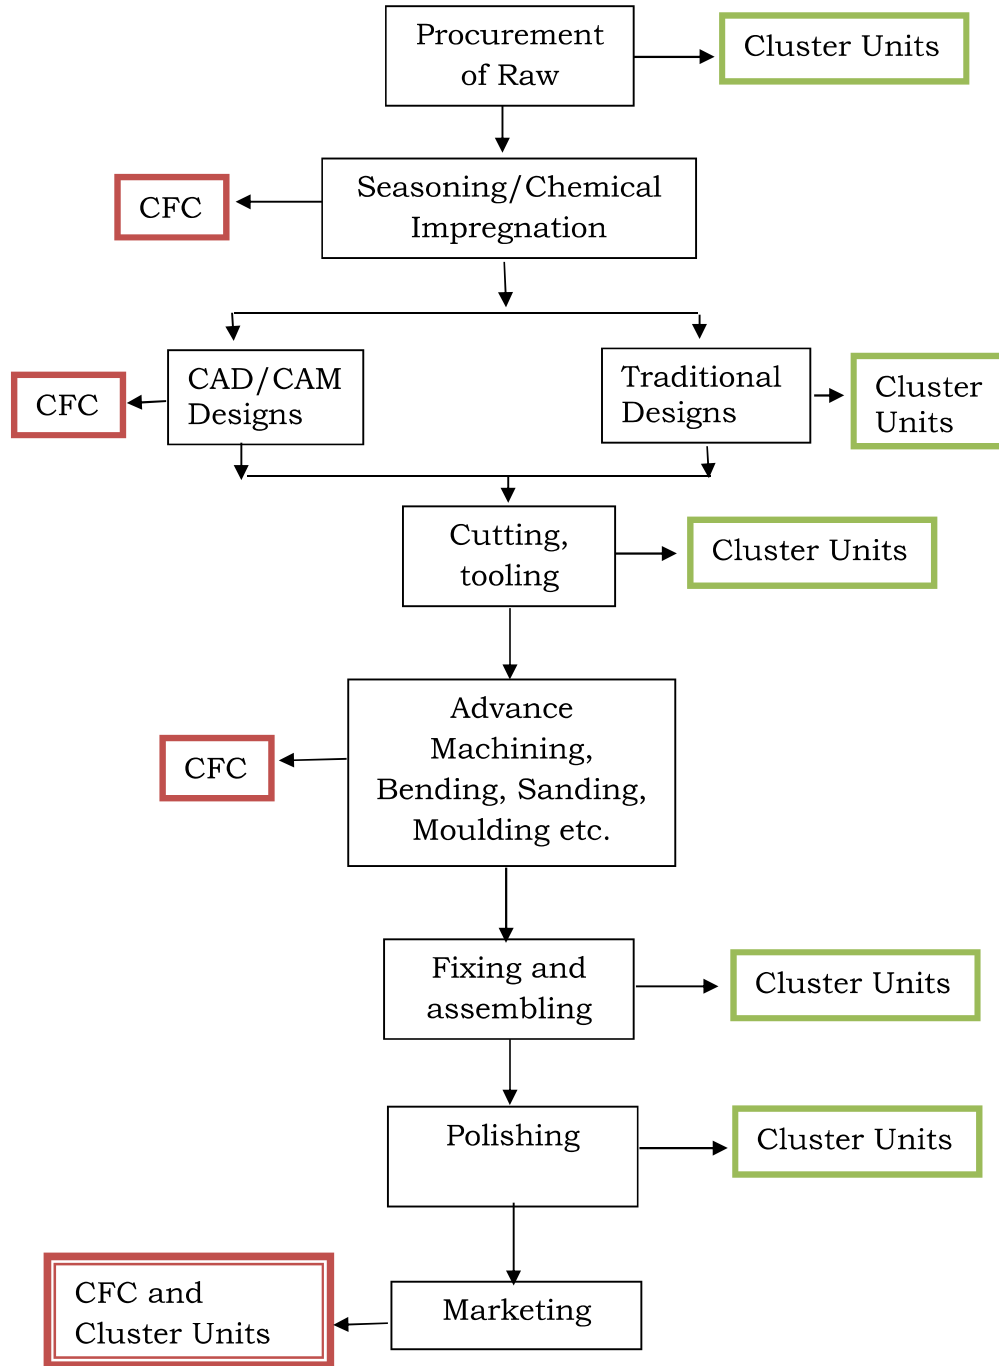 Procurement
of Raw
Cluster Units
Seasoning/Chemical
Impregnation
CFC
CAD/CAM
Designs
CFC
Traditional
Designs
Cluster
Units
Cutting,
tooling
Cluster Units
Advance
Machining,
Bending, Sanding,
Moulding etc.
CFC
Fixing and
assembling
Cluster Units
Polishing
Cluster Units
Marketing
CFC and
Cluster Units